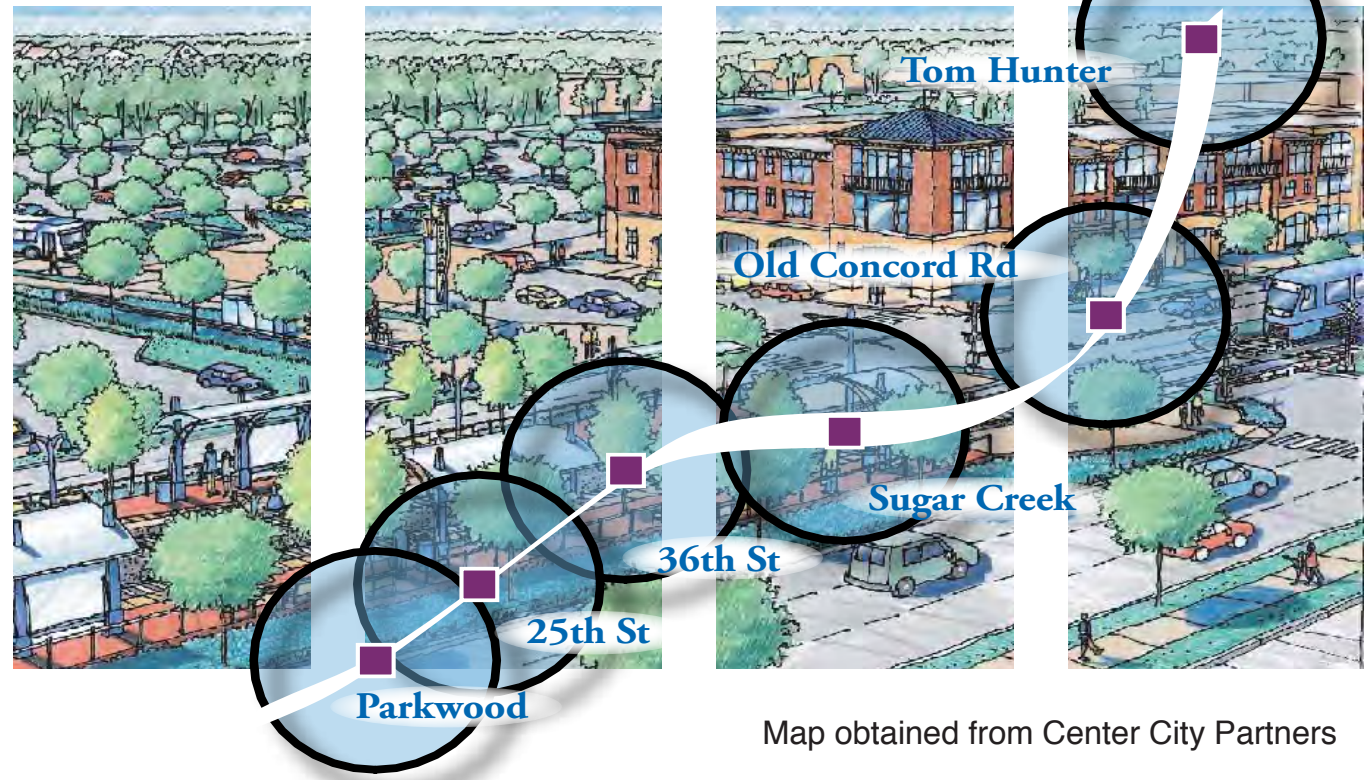 Tom Hunter
Old Concord Rd
Sugar Creek
36th St
25th St
Parkwood
Map obtained from Center City Partners